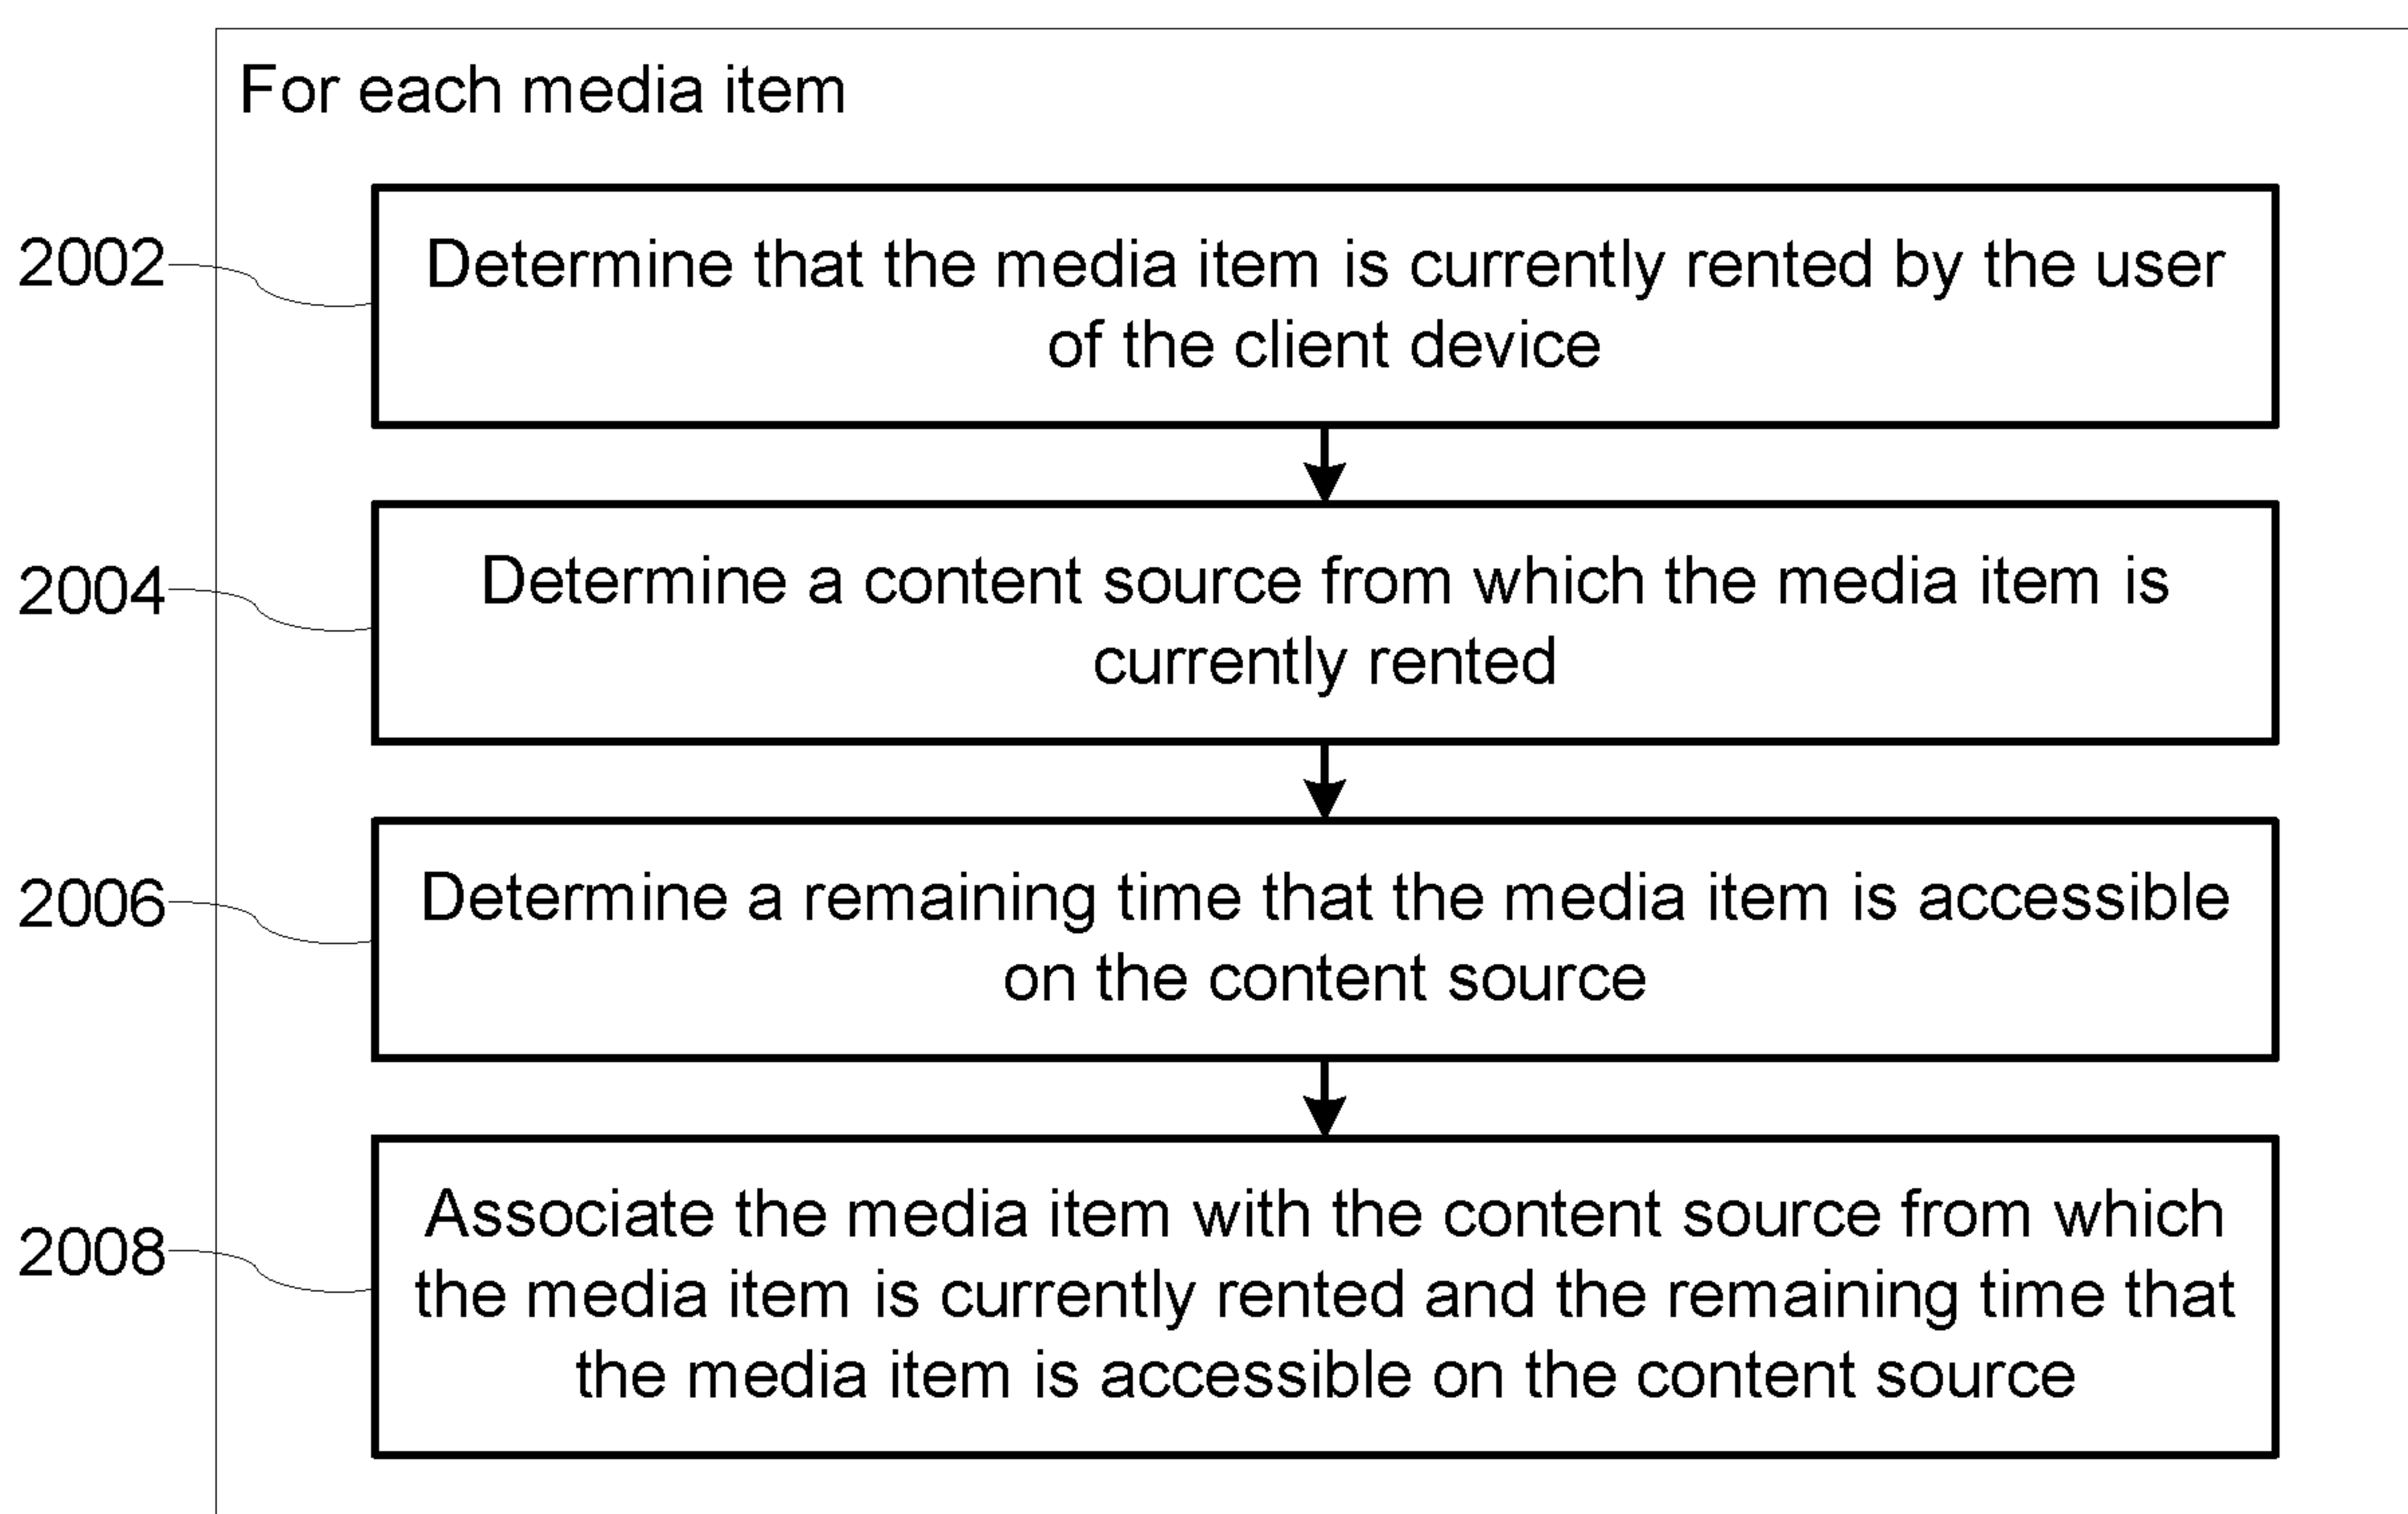 For each media item
2002
Determine that the media item is currently rented by the user
of the client device
2004
Determine a content source from which the media item is
currently rented
2006
Determine a remaining time that the media item is accessible
on the content source
2008
Associate the media item with the content source from which
the media item is currently rented and the remaining time that
the media item is accessible on the content source